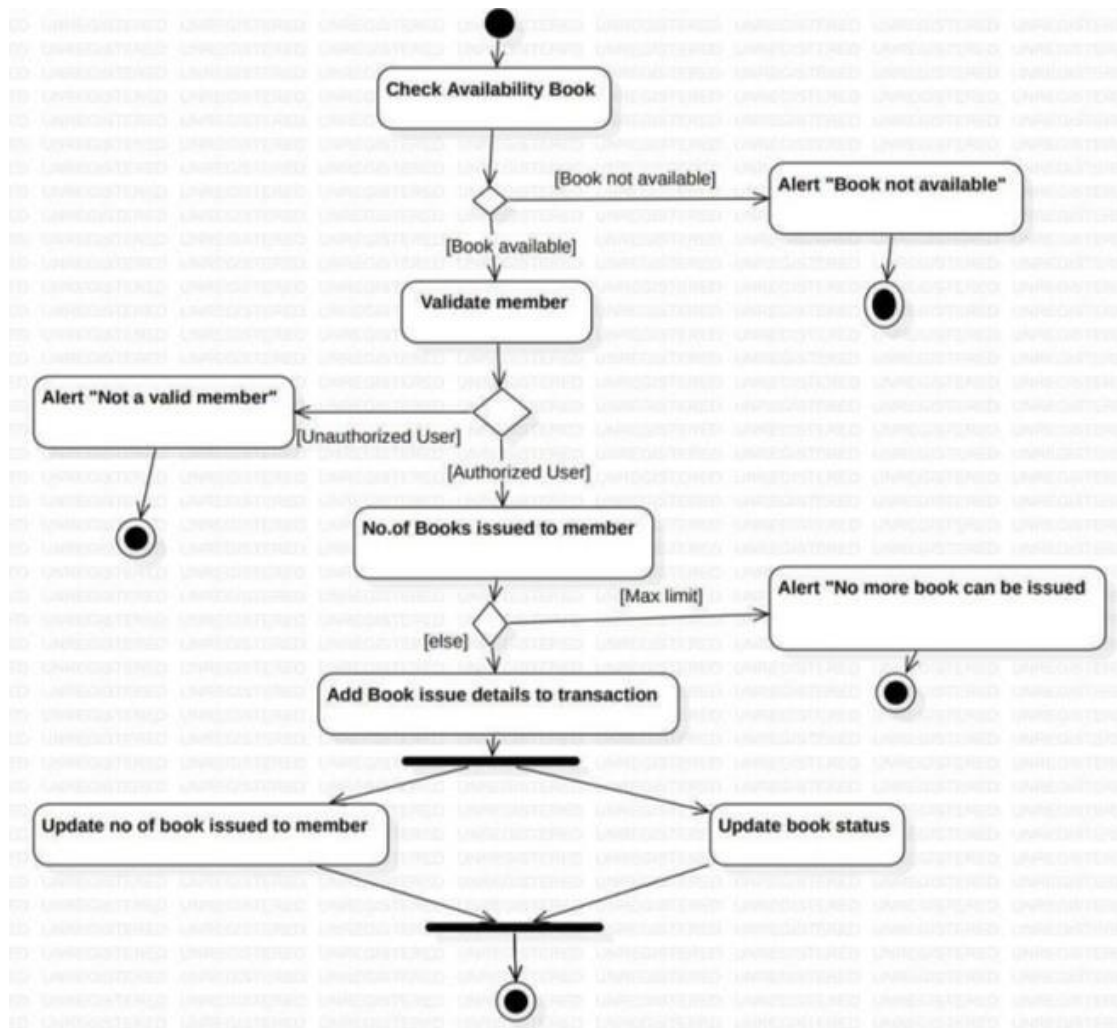 Check Availability Book
[Book not available]
Alert "Book not available"
[Book available]
Validate member
Alert "Not a valid member"
[Unauthorized User]
[Authorized User]
No.of Books issued to member
[Max limit]
Alert "No more book can be issued
[else]
Add Book issue details to transaction
Update no of book issued to member
Update book status
UNREGISTERED